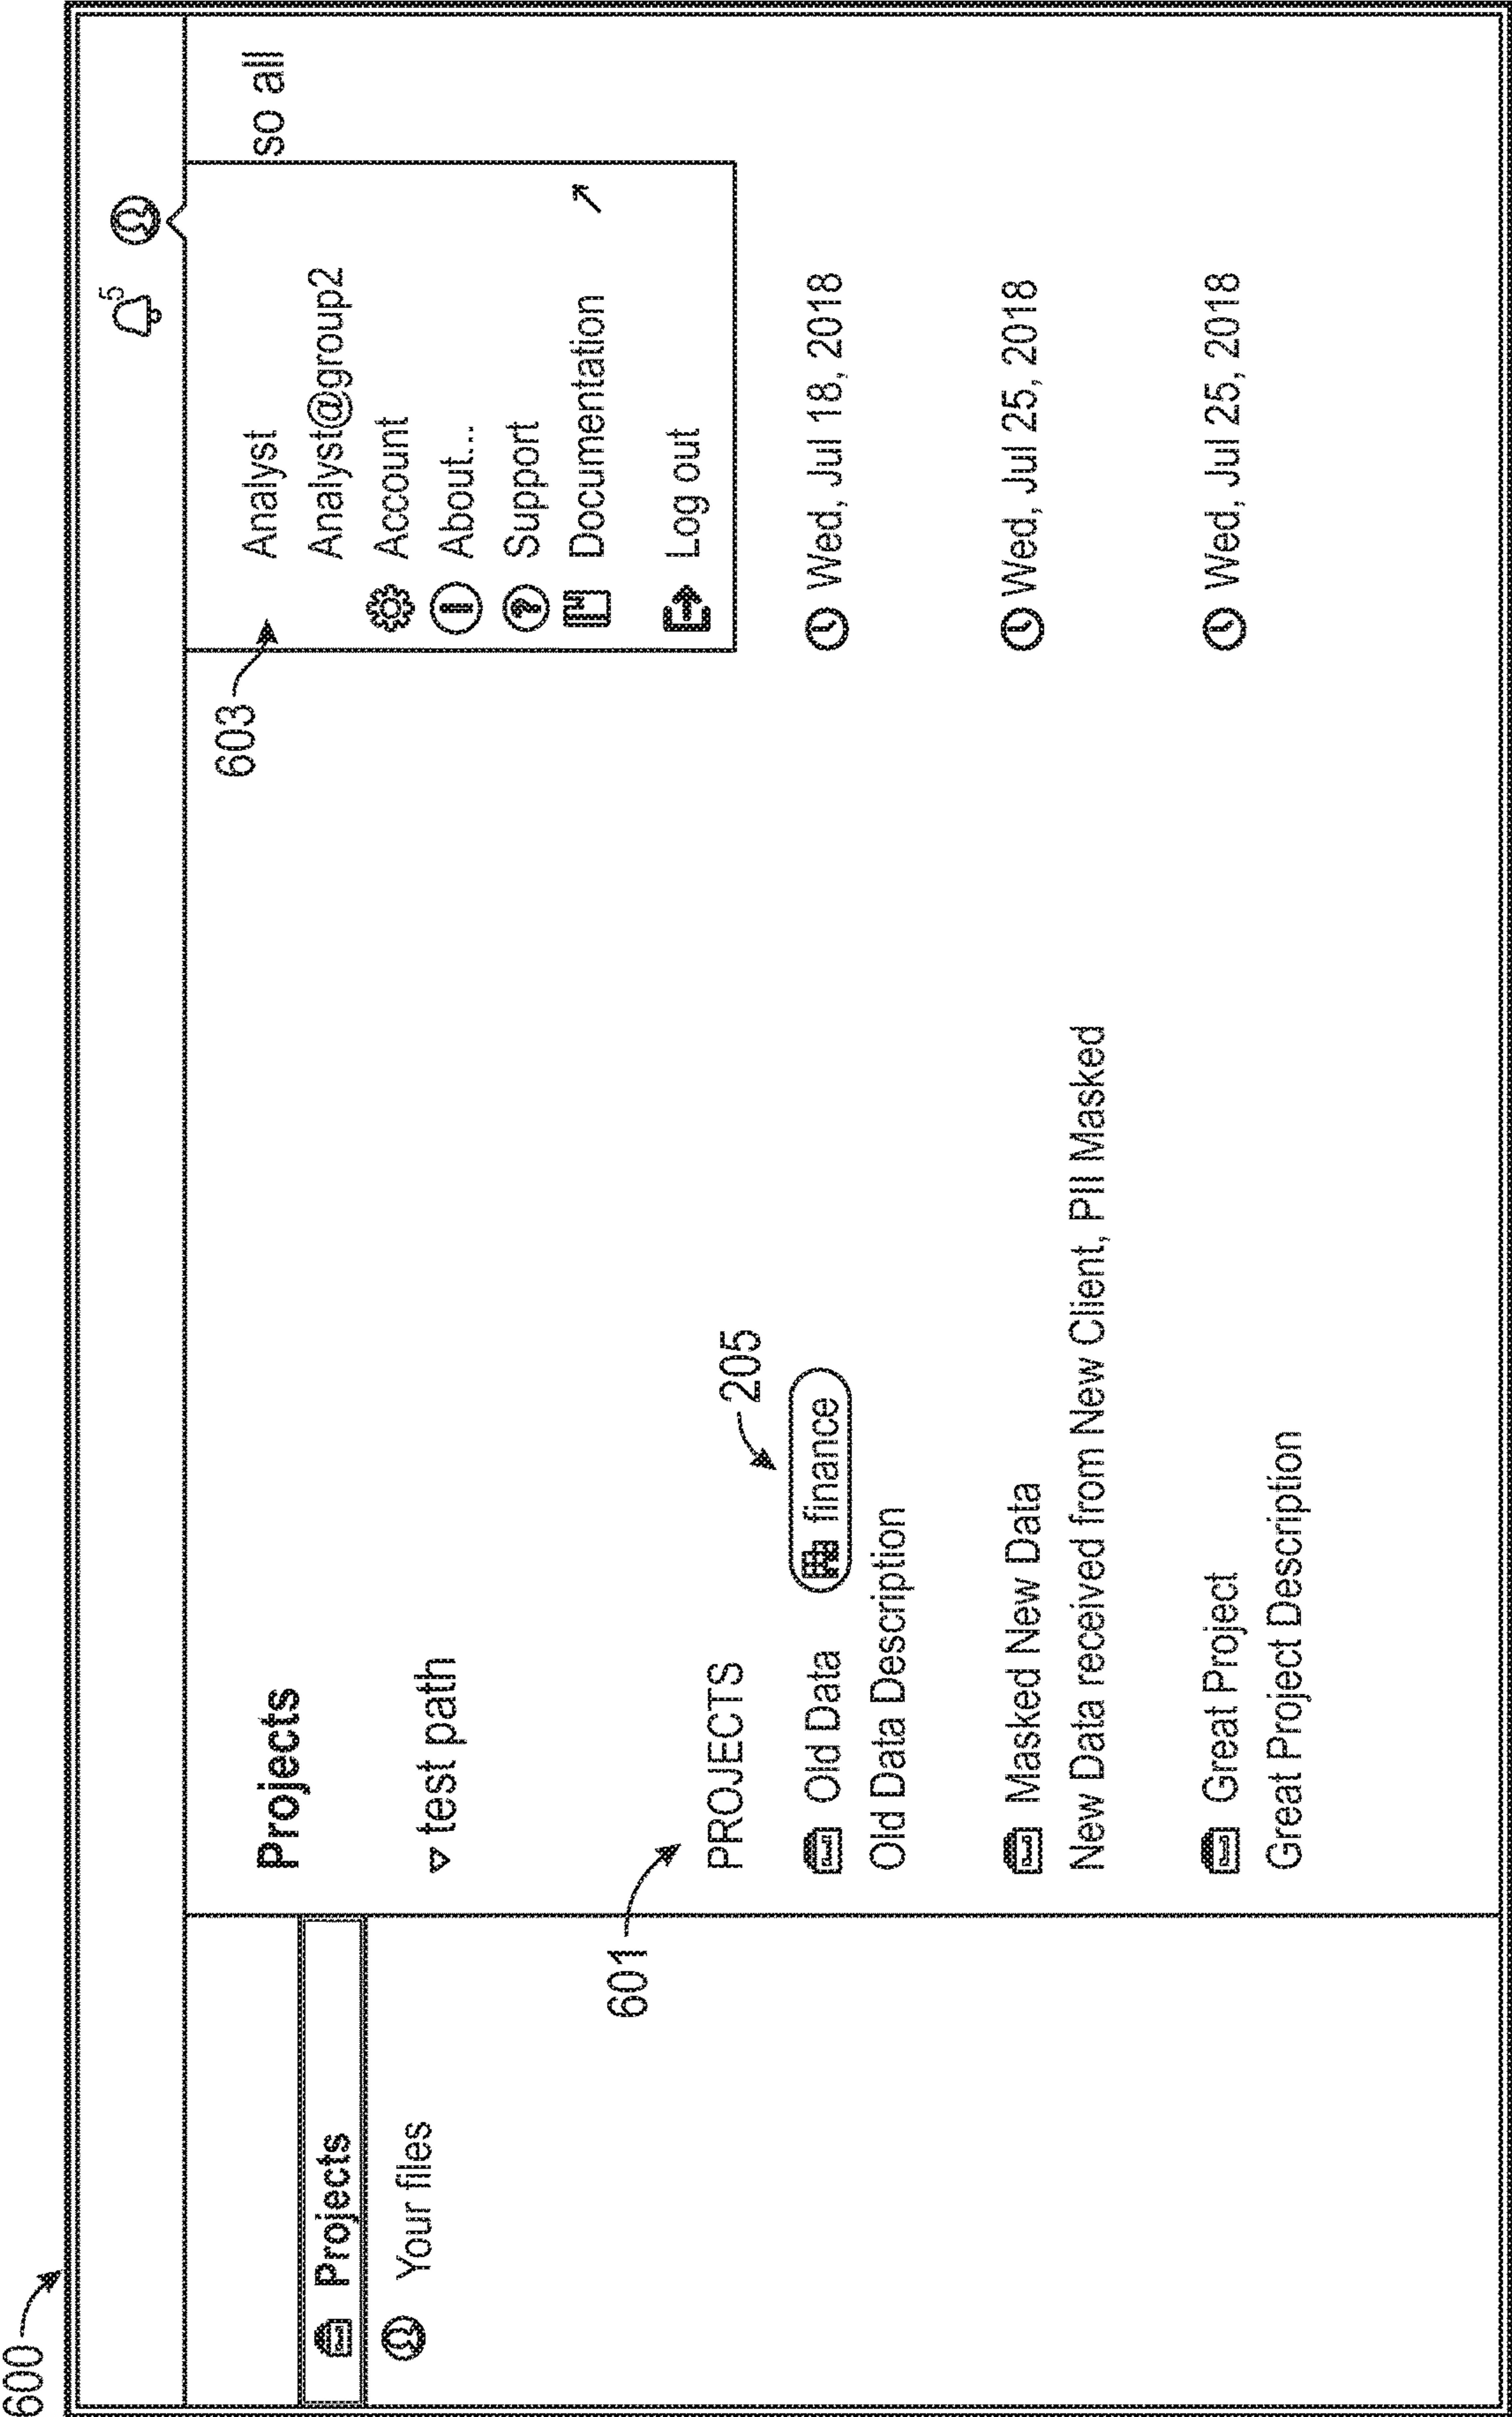 600
5
Projects
Your files
Projects
so all
test path
603
Analyst
Analyst@group2
Account
About...
Support
Documentation
Log out
601
PROJECTS
205
Old Data finance Wed, Jul 18, 2018
Old Data Description
Masked New Data Wed, Jul 25, 2018
New Data received from New Client, PII Masked
Great Project Wed, Jul 25, 2018
Great Project Description